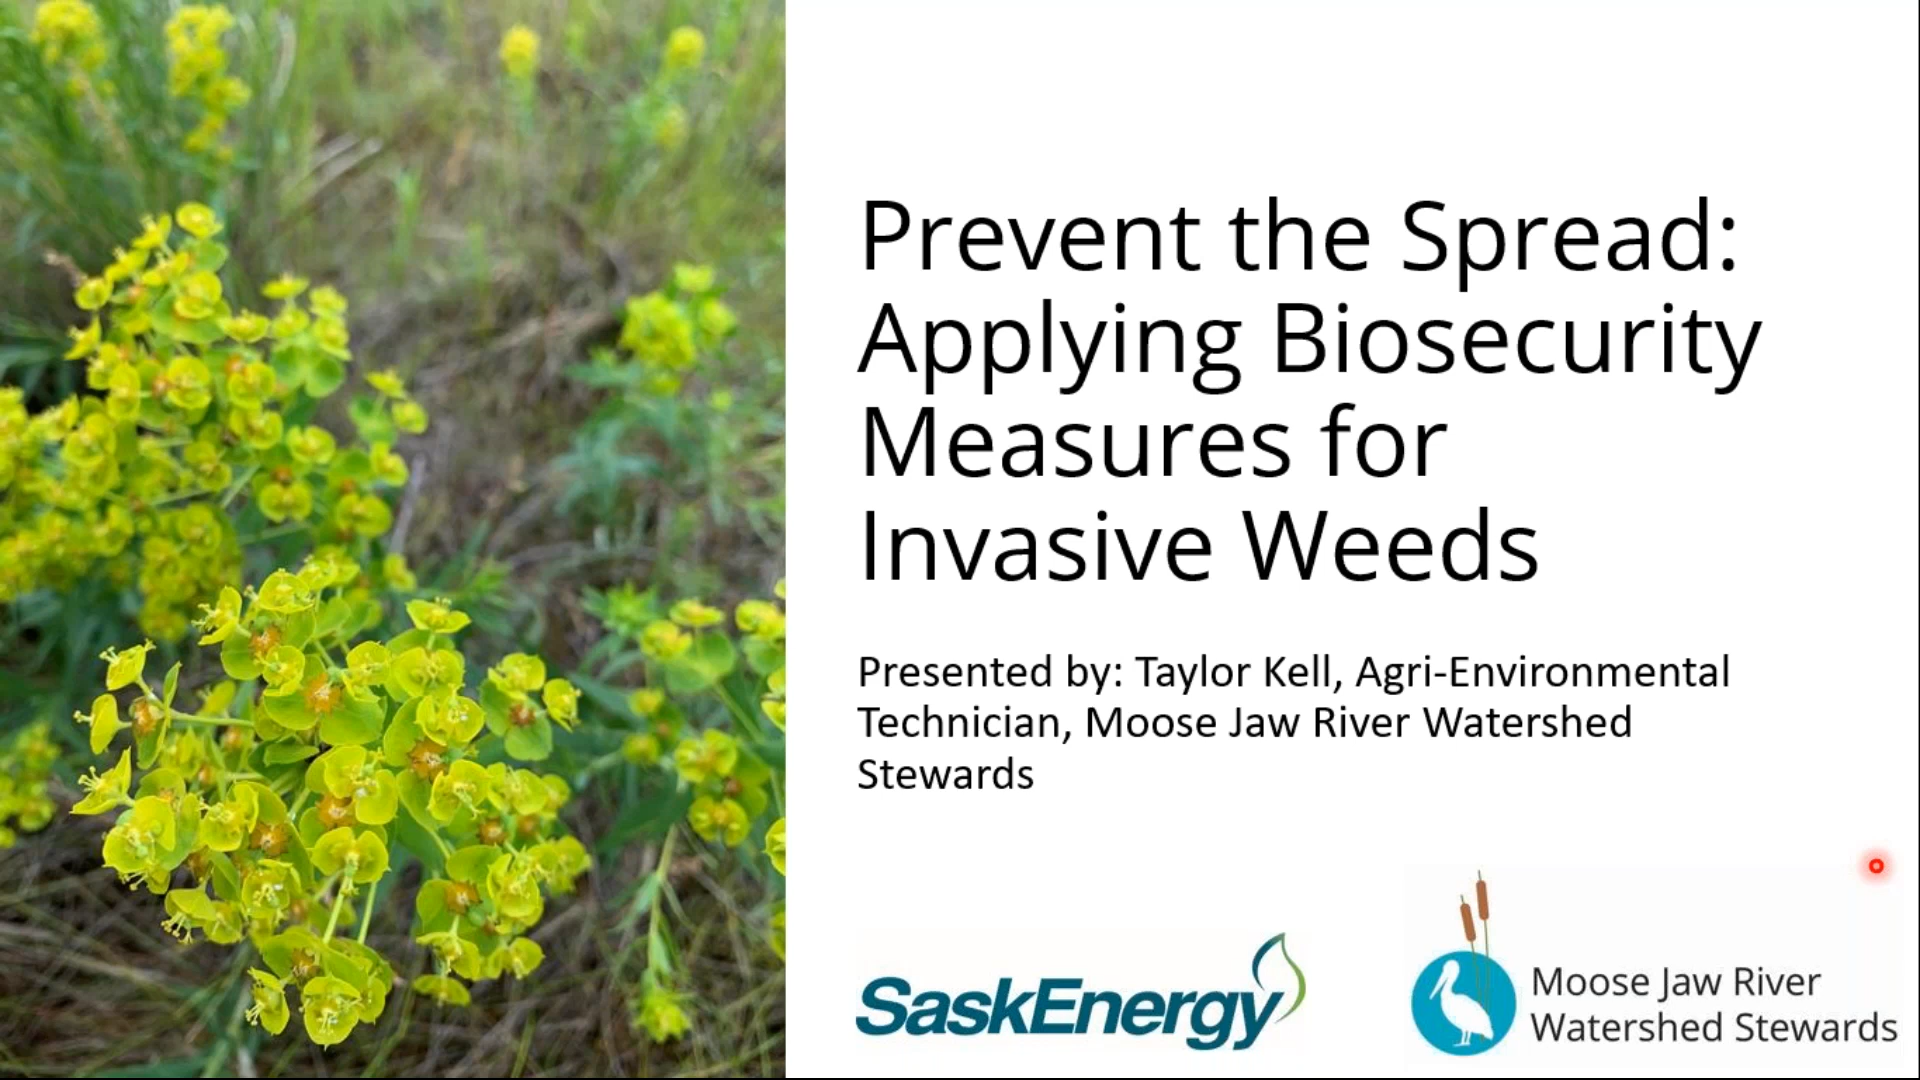 Prevent the Spread:
Applying Biosecurity
Measures for
Invasive Weeds
Presented by: Taylor Kell, Agri-Environmental
Technician, Moose Jaw River Watershed
Stewards
SaskEnergy
Moose Jaw River
Watershed Stewards